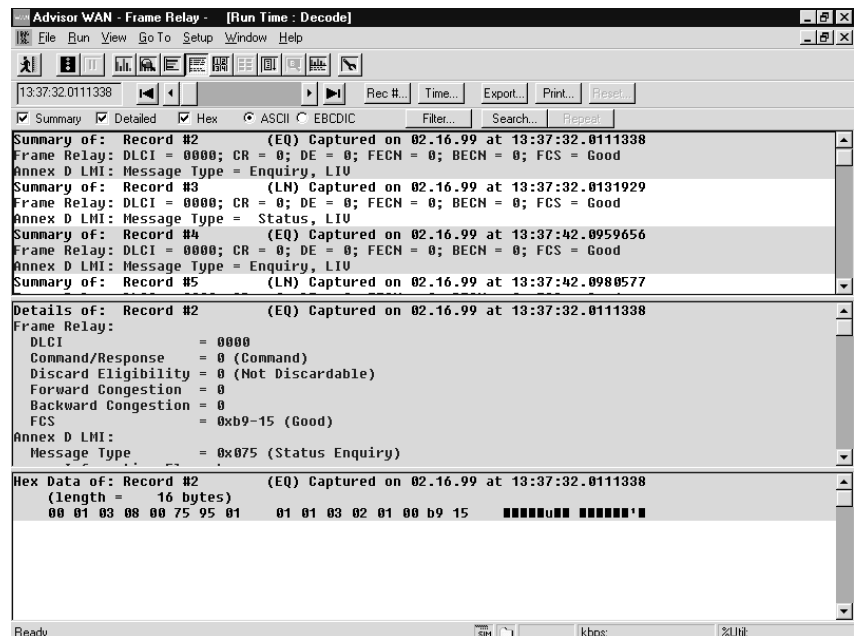 Advisor WAN - Frame Relay - [Run Time : Decode]
File Run View Go To Setup Window Help
13:37:32.0111338 Rec #... Time... Export... Print... Reset...
Summary Detailed Hex ASCII EBCDIC Filter... Search... Repeat
Summary of: Record #2 (EQ) Captured on 02.16.99 at 13:37:32.0111338
Frame Relay: DLCI = 0000; CR = 0; DE = 0; FECN = 0; BECN = 0; FCS = Good
Annex D LMI: Message Type = Enquiry, LIV
Summary of: Record #3 (LN) Captured on 02.16.99 at 13:37:32.0131929
Frame Relay: DLCI = 0000; CR = 0; DE = 0; FECN = 0; BECN = 0; FCS = Good
Annex D LMI: Message Type = Status, LIV
Summary of: Record #4 (EQ) Captured on 02.16.99 at 13:37:42.0959656
Frame Relay: DLCI = 0000; CR = 0; DE = 0; FECN = 0; BECN = 0; FCS = Good
Annex D LMI: Message Type = Enquiry, LIV
Summary of: Record #5 (LN) Captured on 02.16.99 at 13:37:42.0980577
Details of: Record #2 (EQ) Captured on 02.16.99 at 13:37:32.0111338
Frame Relay:
DLCI = 0000
Command/Response = 0 (Command)
Discard Eligibility = 0 (Not Discardable)
Forward Congestion = 0
Backward Congestion = 0
FCS = 0xb9-15 (Good)
Annex D LMI:
Message Type = 0x075 (Status Enquiry)
Hex Data of: Record #2 (EQ) Captured on 02.16.99 at 13:37:32.0111338
(length = 16 bytes)
00 01 03 08 00 75 95 01 01 01 03 02 01 00 b9 15 u ¹
Ready SIM kbps: %Util: